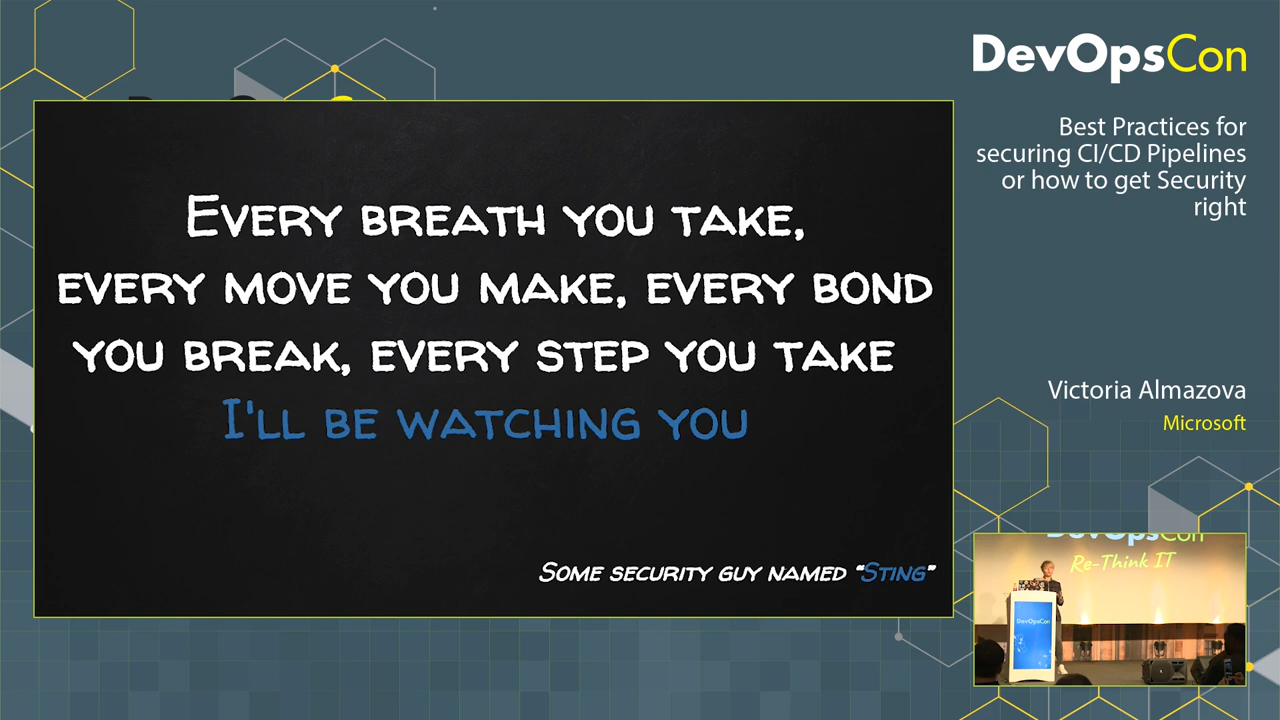 DevOpsCon
Best Practices for
securing CI/CD Pipelines
or how to get Security
right
Every breath you take,
every move you make, every bond
you break, every step you take
I'll be watching you
Some security guy named "Sting"
Victoria Almazova
Microsoft
DevOpsCon
Re-Think IT
DevOpsCon